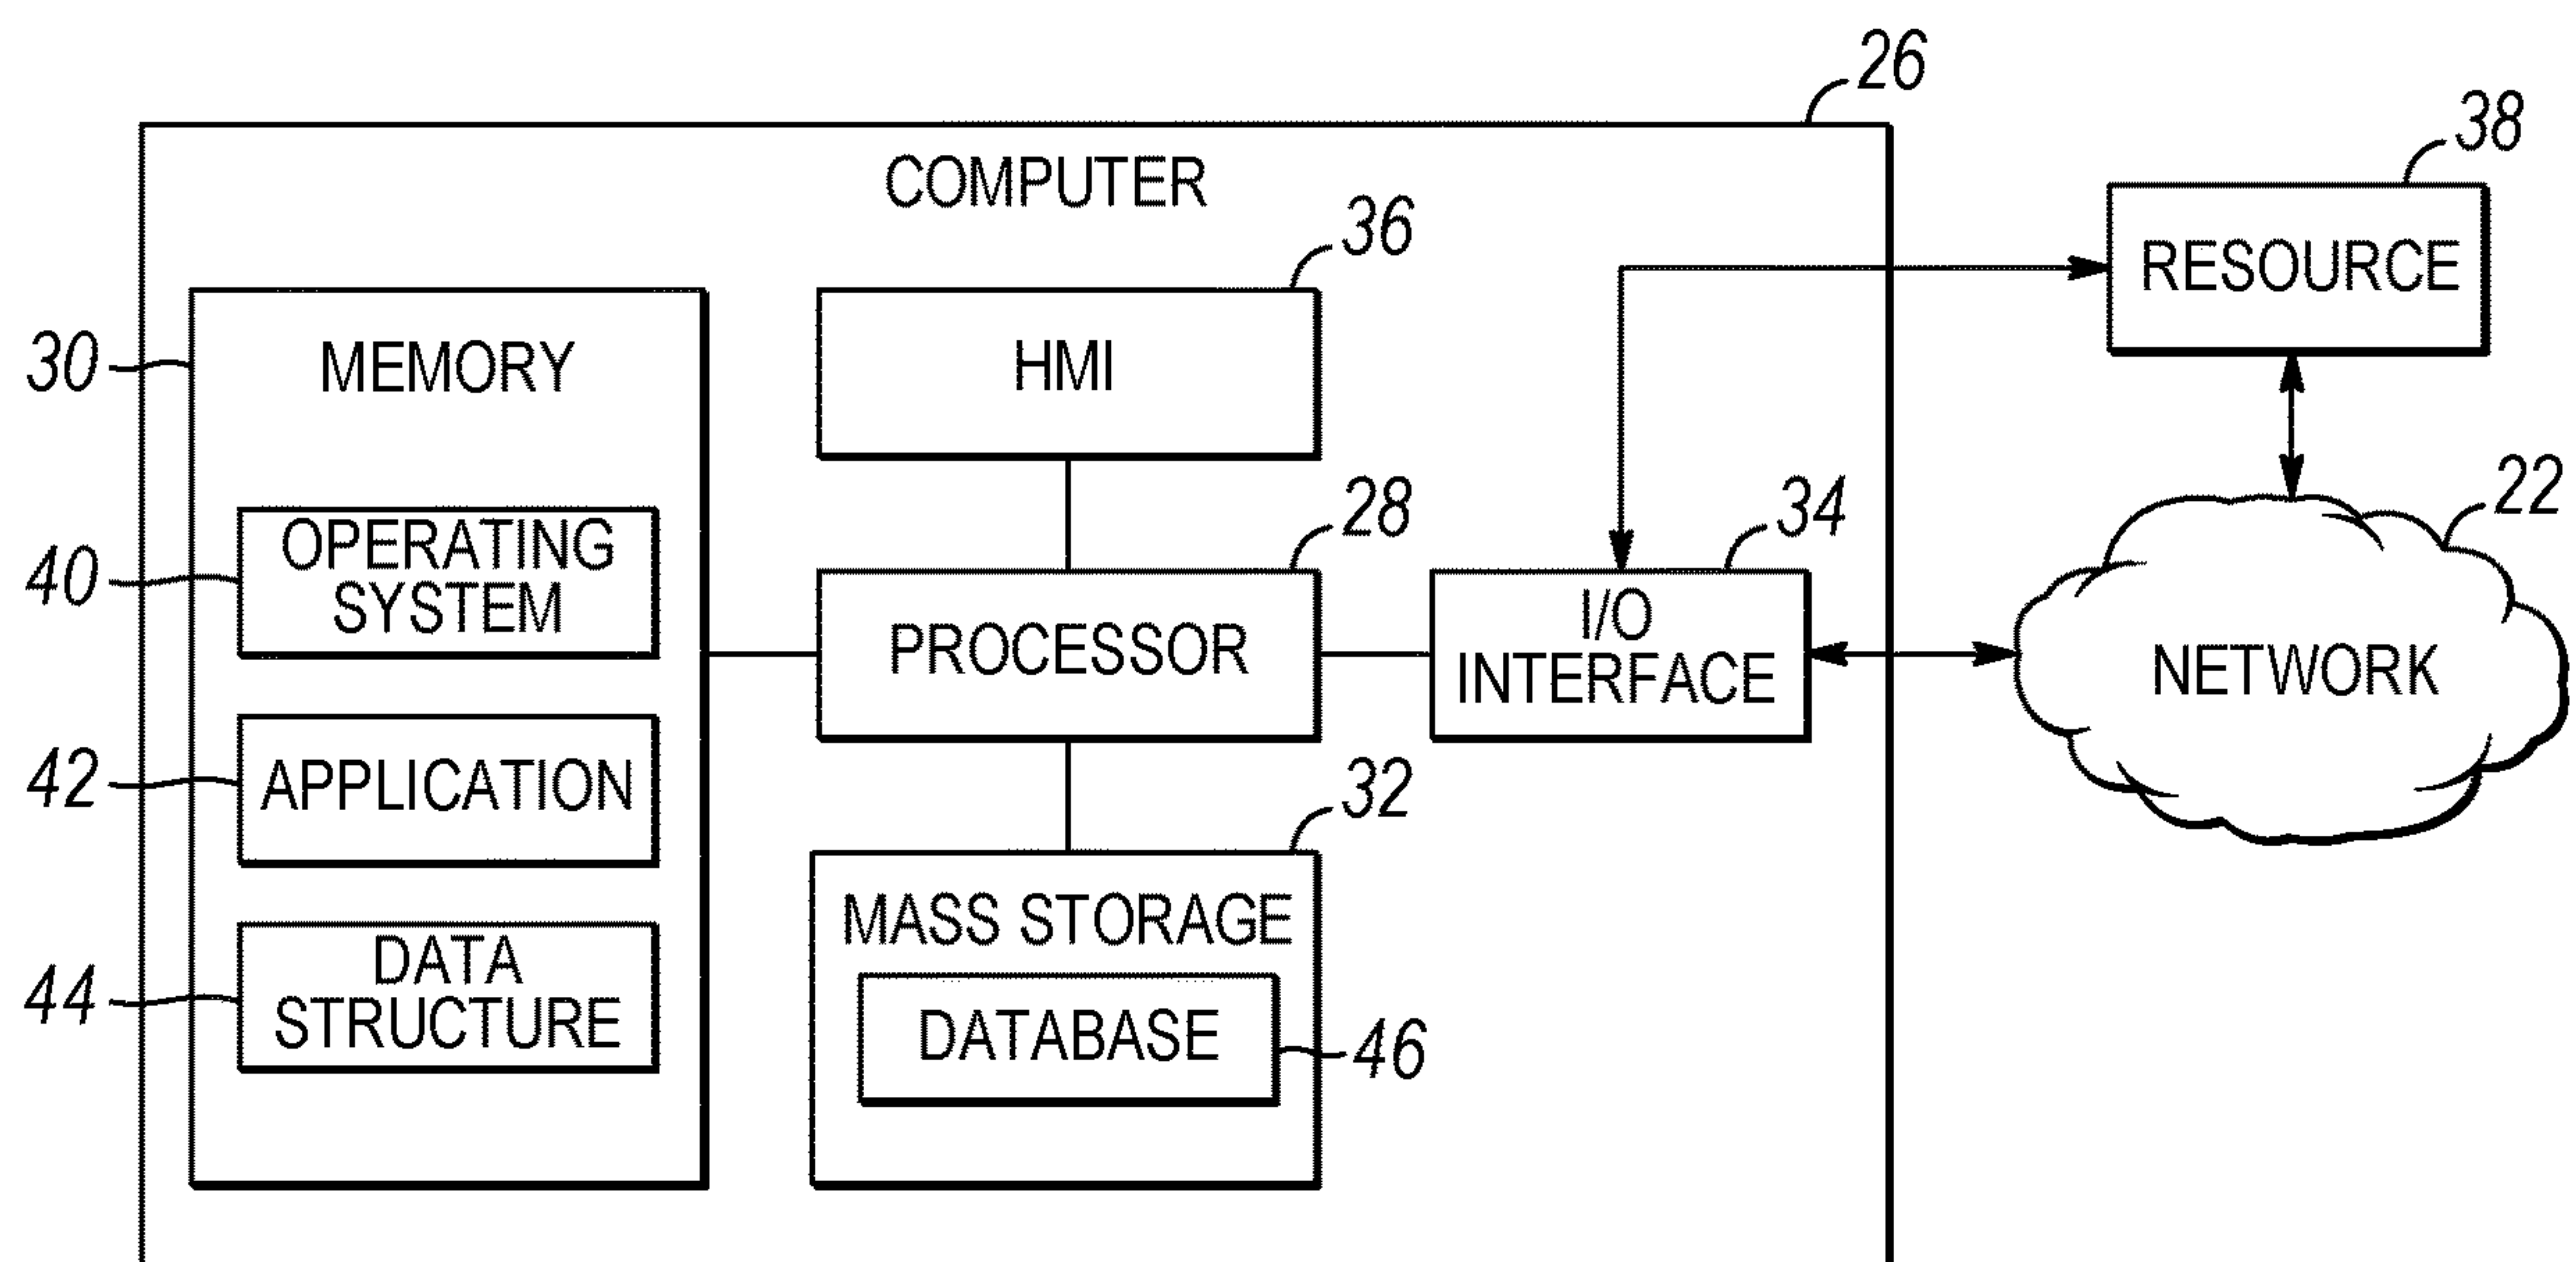 26
COMPUTER
38
RESOURCE
36
HMI
30
MEMORY
40
OPERATING
SYSTEM
42
APPLICATION
44
DATA
STRUCTURE
28
PROCESSOR
34
I/O
INTERFACE
22
NETWORK
32
MASS STORAGE
DATABASE
46